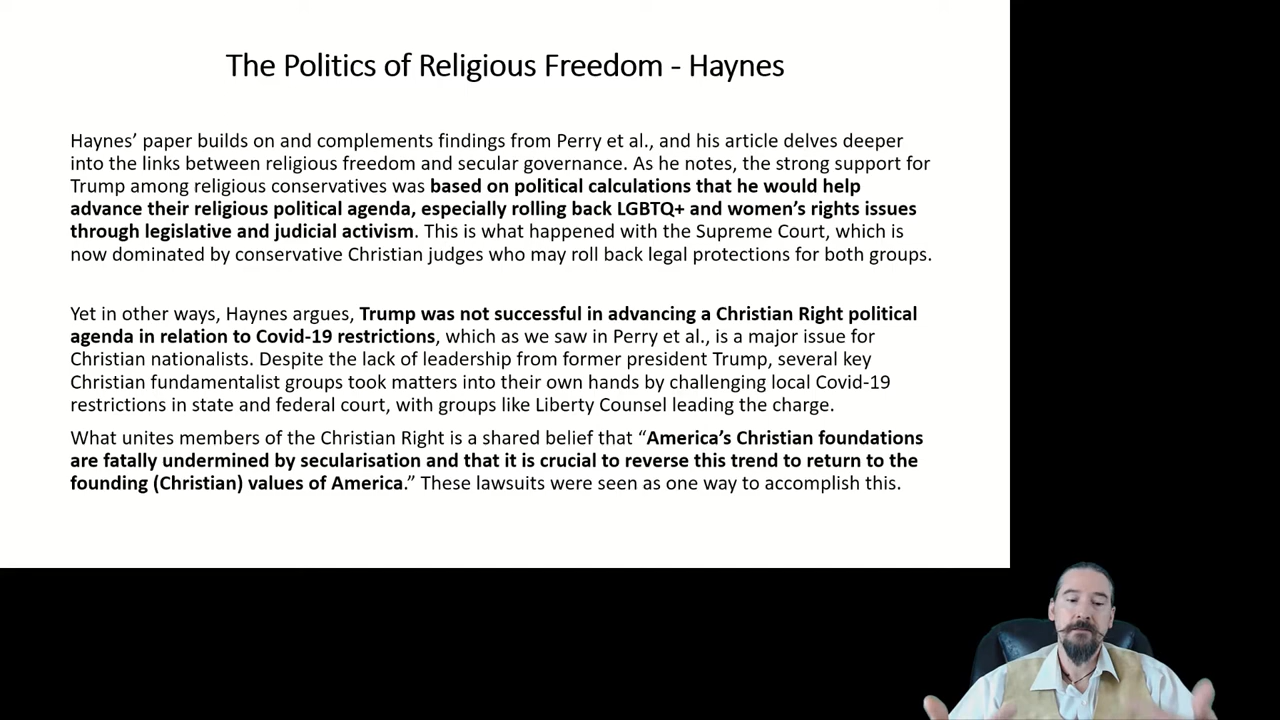 The Politics of Religious Freedom - Haynes
Haynes’ paper builds on and complements findings from Perry et al., and his article delves deeper
into the links between religious freedom and secular governance. As he notes, the strong support for
Trump among religious conservatives was based on political calculations that he would help
advance their religious political agenda, especially rolling back LGBTQ+ and women’s rights issues
through legislative and judicial activism. This is what happened with the Supreme Court, which is
now dominated by conservative Christian judges who may roll back legal protections for both groups.
Yet in other ways, Haynes argues, Trump was not successful in advancing a Christian Right political
agenda in relation to Covid-19 restrictions, which as we saw in Perry et al., is a major issue for
Christian nationalists. Despite the lack of leadership from former president Trump, several key
Christian fundamentalist groups took matters into their own hands by challenging local Covid-19
restrictions in state and federal court, with groups like Liberty Counsel leading the charge.
What unites members of the Christian Right is a shared belief that “America’s Christian foundations
are fatally undermined by secularisation and that it is crucial to reverse this trend to return to the
founding (Christian) values of America.” These lawsuits were seen as one way to accomplish this.